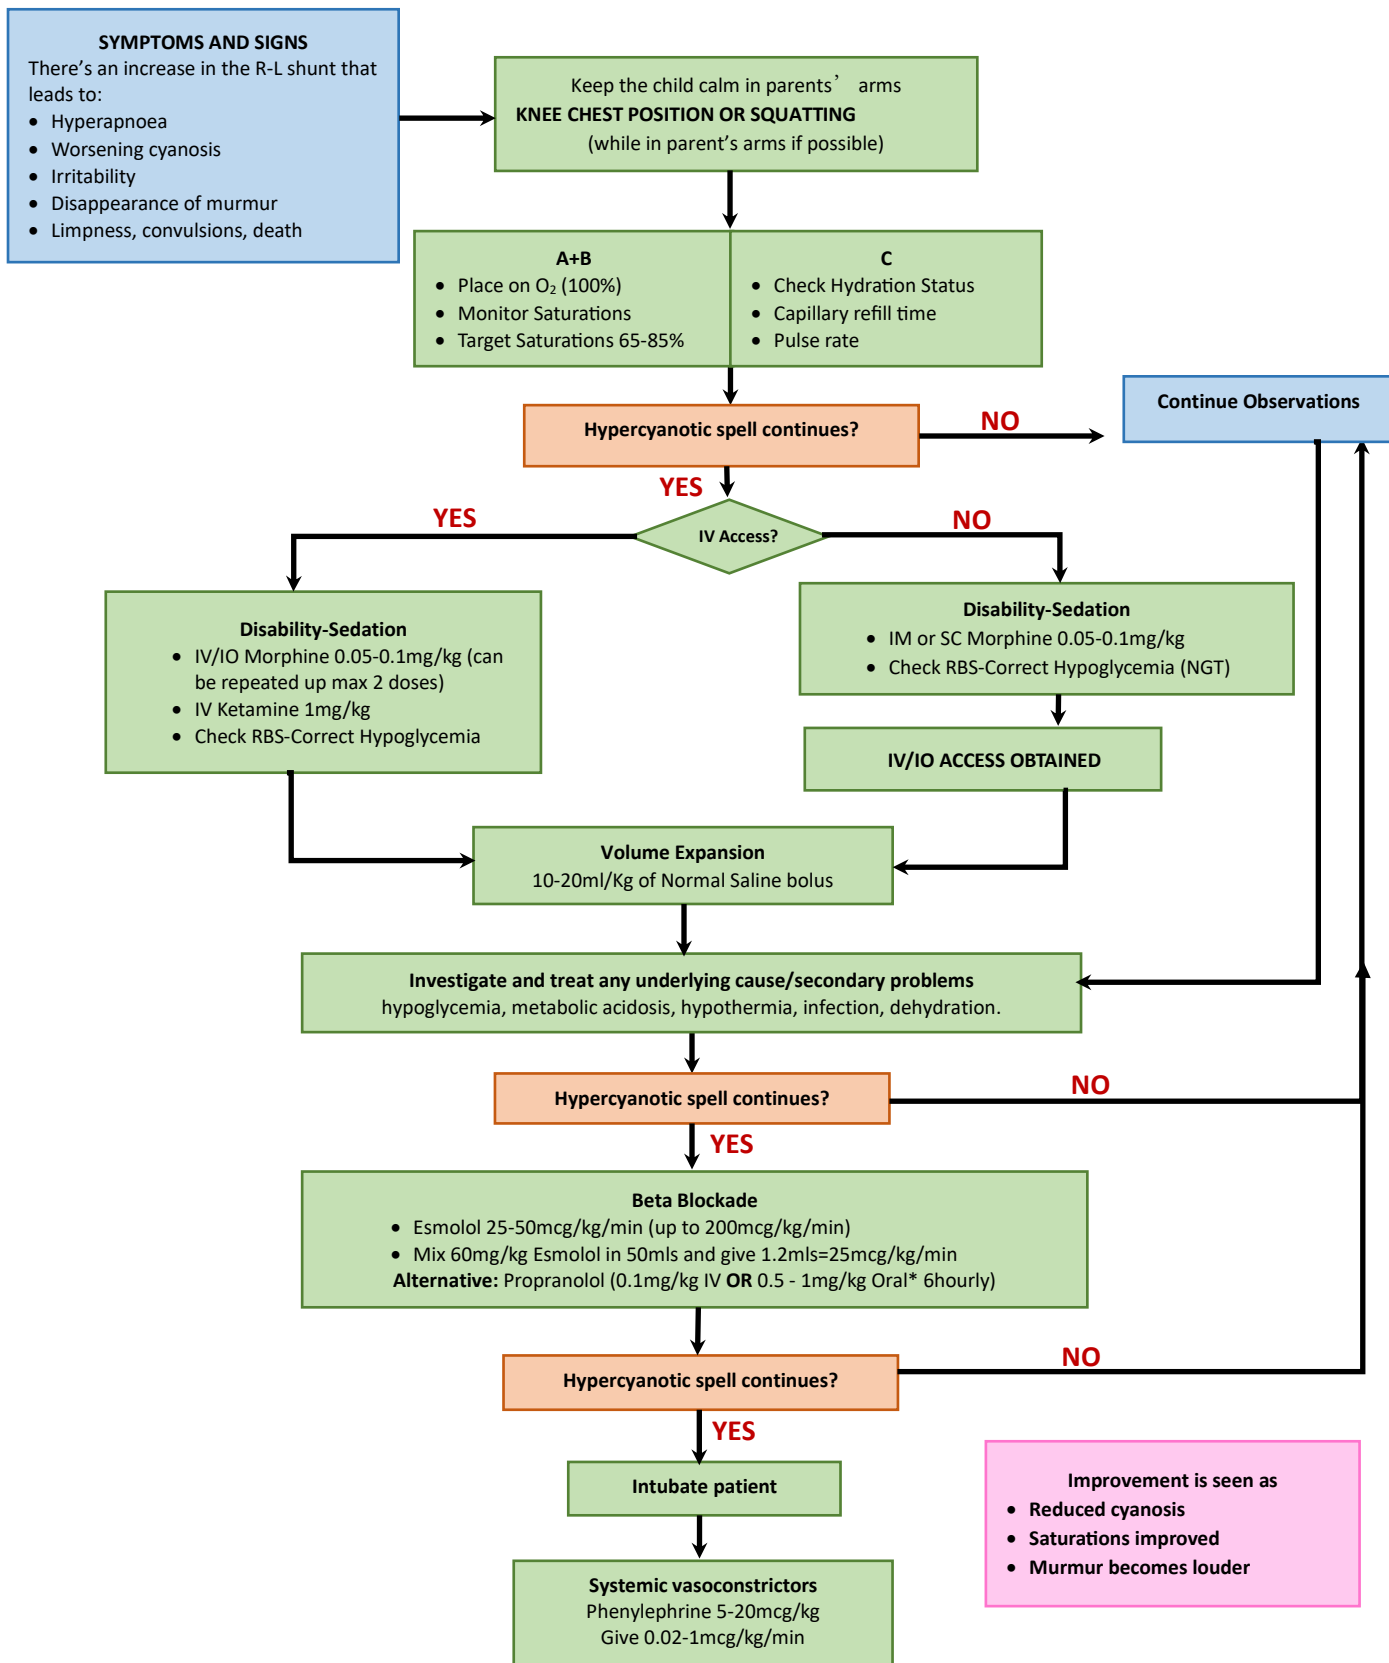 SYMPTOMS AND SIGNS
There's an increase in the R-L shunt that
leads to:
• Hyperapnoea
• Worsening cyanosis
• Irritability
• Disappearance of murmur
• Limpness, convulsions, death
Keep the child calm in parents’ arms
KNEE CHEST POSITION OR SQUATTING
(while in parent’s arms if possible)
A+B
• Place on O₂ (100%)
• Monitor Saturations
• Target Saturations 65-85%
C
• Check Hydration Status
• Capillary refill time
• Pulse rate
Hypercyanotic spell continues?
NO
Continue Observations
YES
IV Access?
YES
NO
Disability-Sedation
• IV/IO Morphine 0.05-0.1mg/kg (can
be repeated up max 2 doses)
• IV Ketamine 1mg/kg
• Check RBS-Correct Hypoglycemia
Disability-Sedation
• IM or SC Morphine 0.05-0.1mg/kg
• Check RBS-Correct Hypoglycemia (NGT)
IV/IO ACCESS OBTAINED
Volume Expansion
10-20ml/Kg of Normal Saline bolus
Investigate and treat any underlying cause/secondary problems
hypoglycemia, metabolic acidosis, hypothermia, infection, dehydration.
Hypercyanotic spell continues?
NO
YES
Beta Blockade
• Esmolol 25-50mcg/kg/min (up to 200mcg/kg/min)
• Mix 60mg/kg Esmolol in 50mls and give 1.2mls=25mcg/kg/min
Alternative: Propranolol (0.1mg/kg IV OR 0.5 - 1mg/kg Oral* 6hourly)
Hypercyanotic spell continues?
NO
YES
Intubate patient
Systemic vasoconstrictors
Phenylephrine 5-20mcg/kg
Give 0.02-1mcg/kg/min
Improvement is seen as
• Reduced cyanosis
• Saturations improved
• Murmur becomes louder